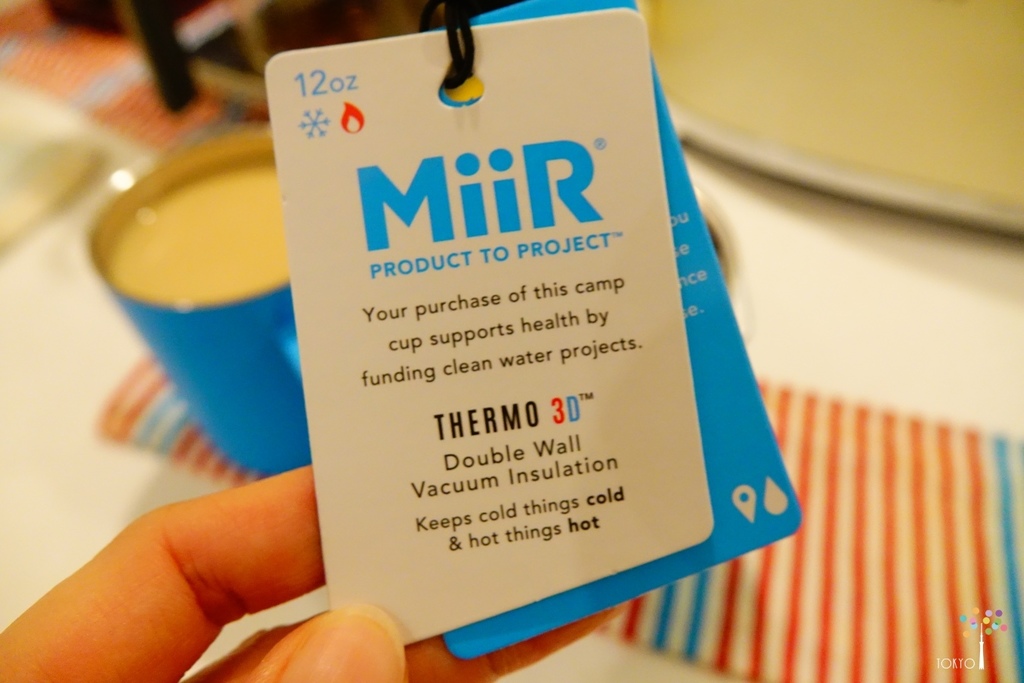 12oz
MiiR®
PRODUCT TO PROJECT™
Your purchase of this camp
cup supports health by
funding clean water projects.
THERMO 3D™
Double Wall
Vacuum Insulation
Keeps cold things cold
& hot things hot
TOKYO